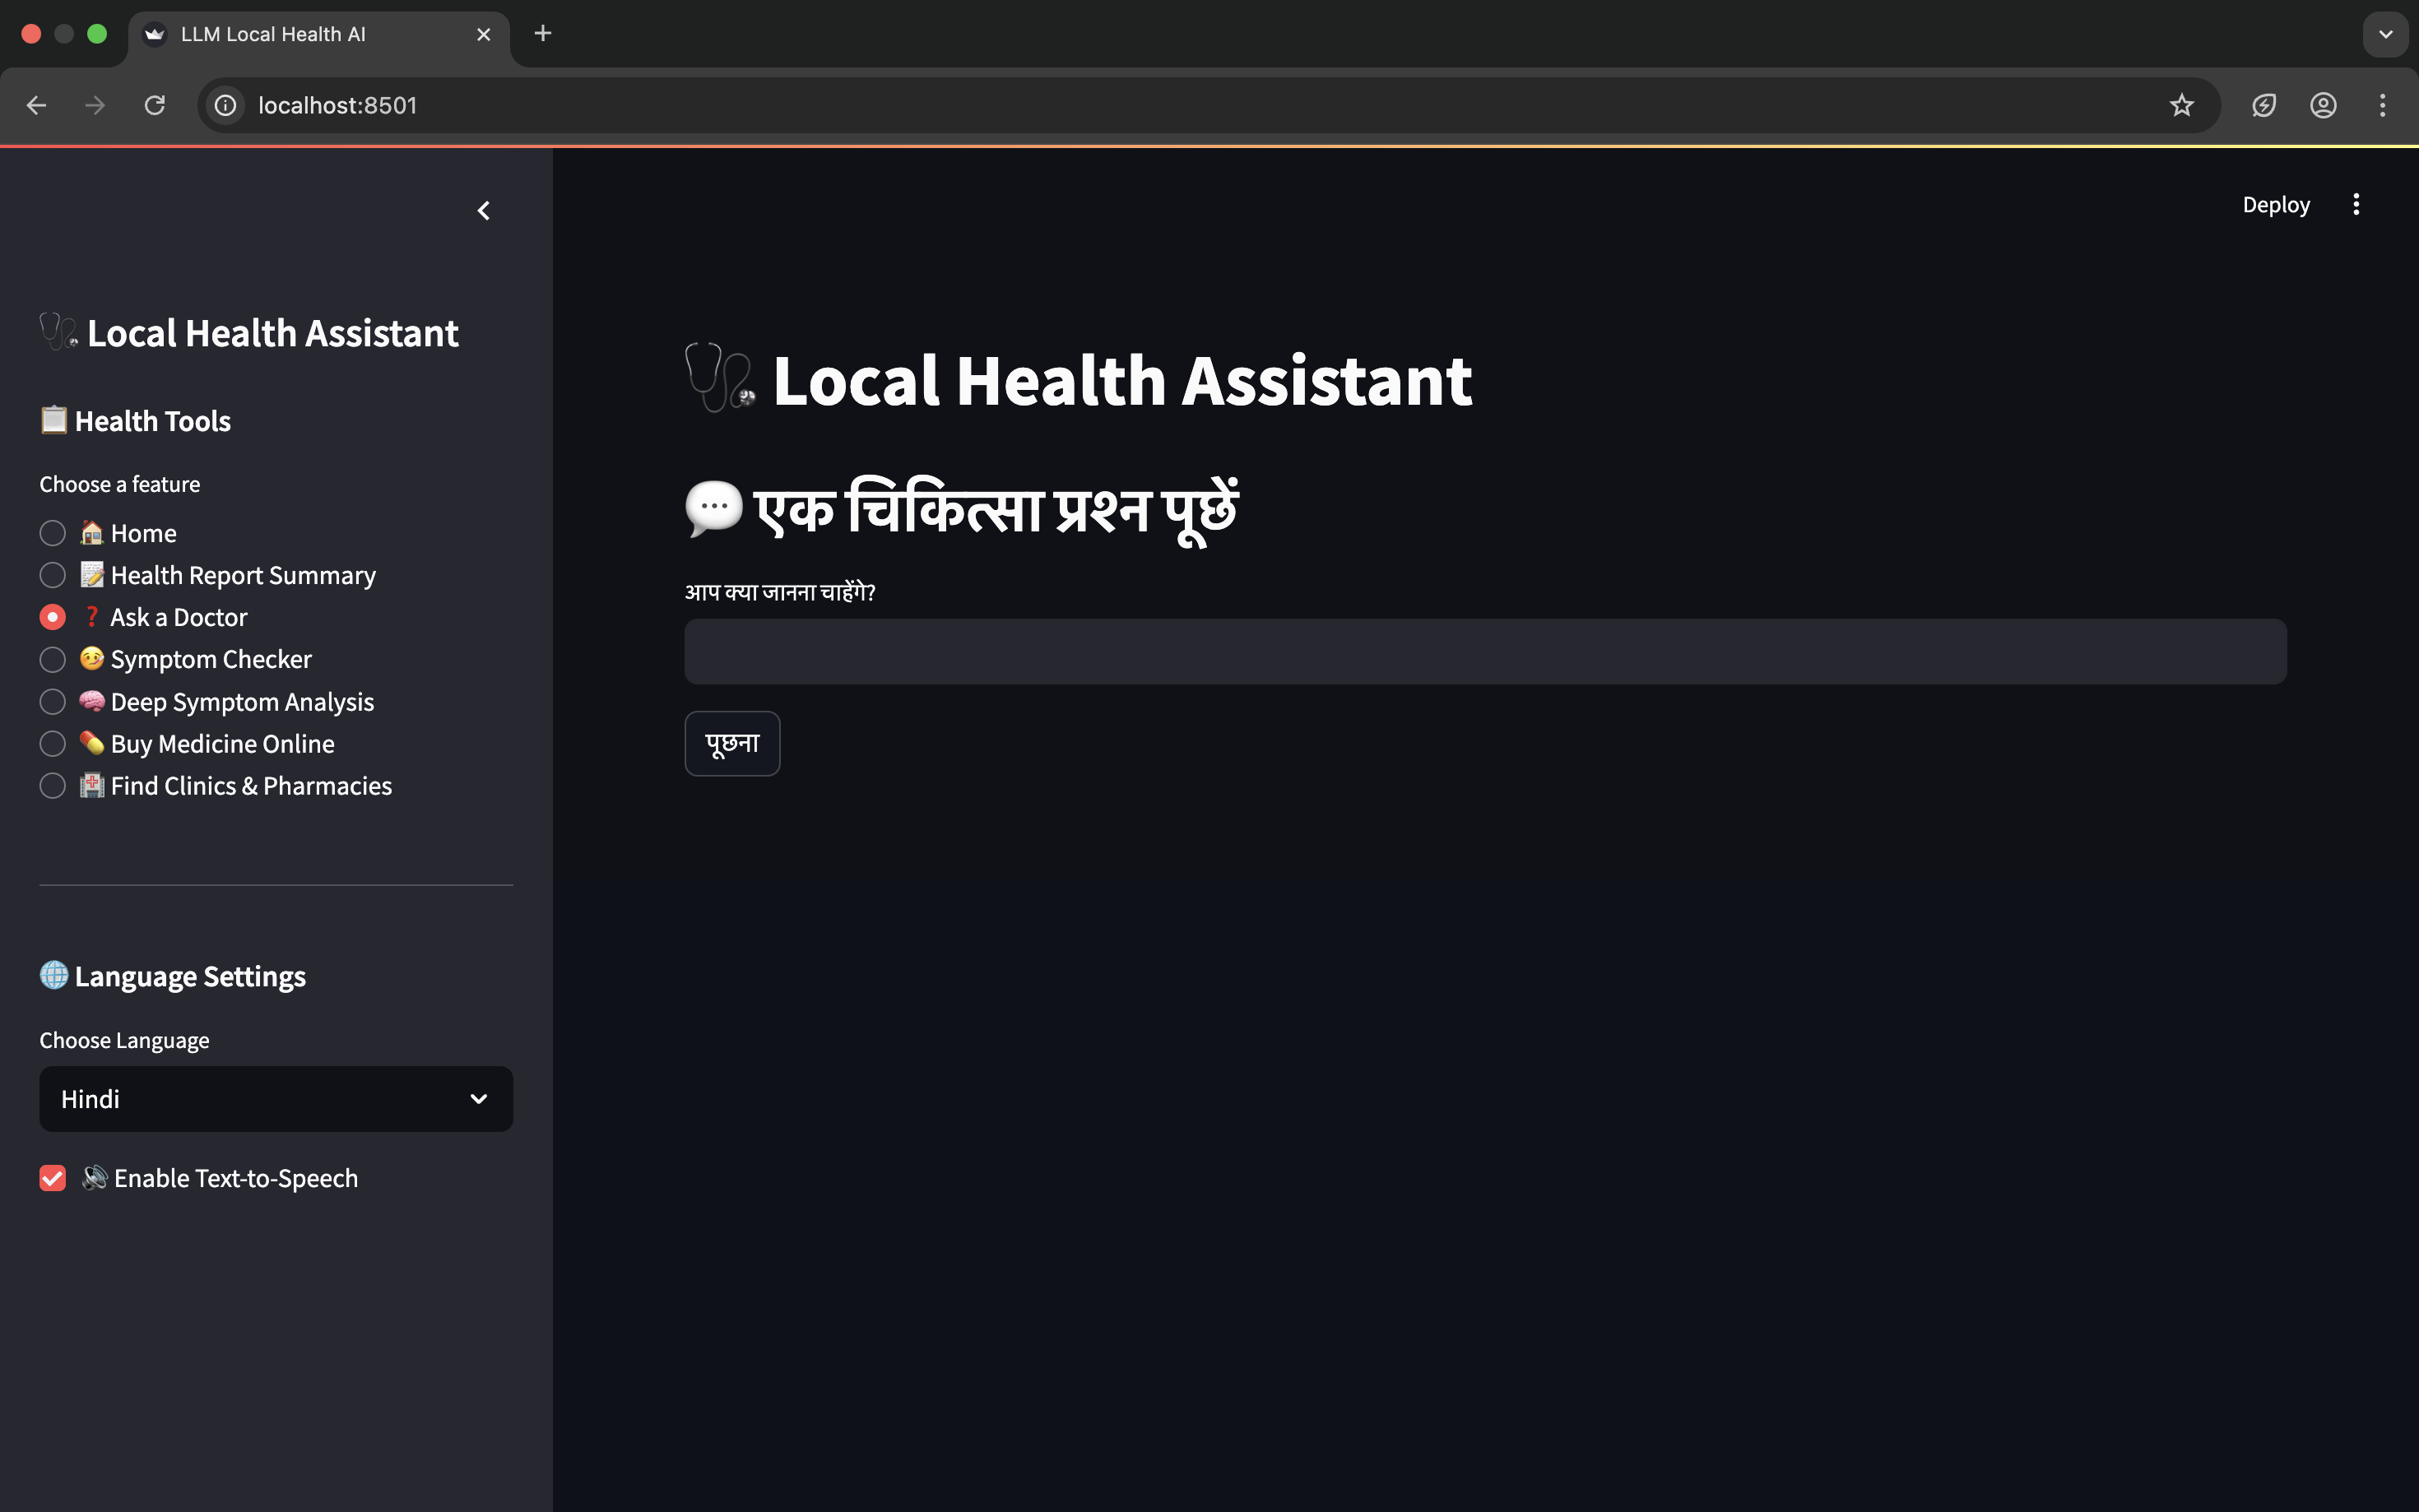 LLM Local Health AI
localhost:8501
Deploy
🩺 Local Health Assistant
📋 Health Tools
Choose a feature
🏠 Home
📝 Health Report Summary
❓ Ask a Doctor
🤒 Symptom Checker
🧠 Deep Symptom Analysis
💊 Buy Medicine Online
🏥 Find Clinics & Pharmacies
🌐 Language Settings
Choose Language
Hindi
🔊 Enable Text-to-Speech
🩺 Local Health Assistant
💬 एक चिकित्सा प्रश्न पूछें
आप क्या जानना चाहेंगे?
पूछना